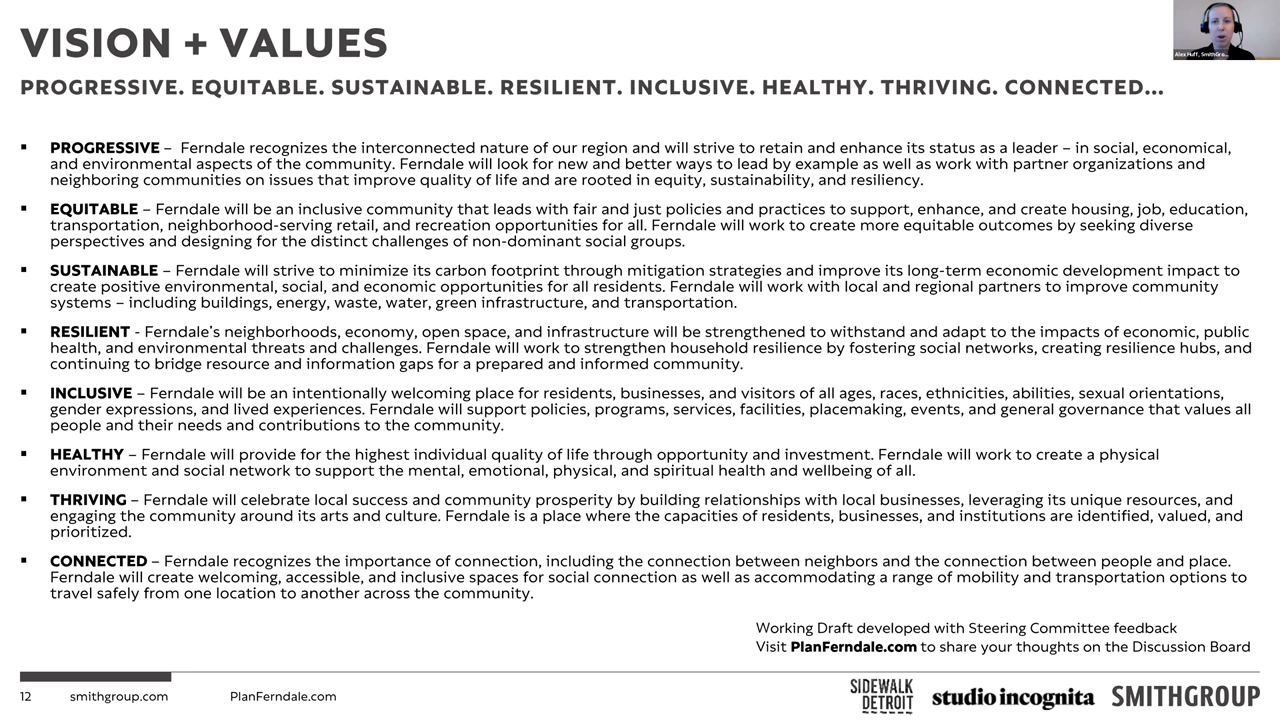 VISION + VALUES
Alex Huff, SmithGro...
PROGRESSIVE. EQUITABLE. SUSTAINABLE. RESILIENT. INCLUSIVE. HEALTHY. THRIVING. CONNECTED...
▪ PROGRESSIVE – Ferndale recognizes the interconnected nature of our region and will strive to retain and enhance its status as a leader – in social, economical,
and environmental aspects of the community. Ferndale will look for new and better ways to lead by example as well as work with partner organizations and
neighboring communities on issues that improve quality of life and are rooted in equity, sustainability, and resiliency.
▪ EQUITABLE – Ferndale will be an inclusive community that leads with fair and just policies and practices to support, enhance, and create housing, job, education,
transportation, neighborhood-serving retail, and recreation opportunities for all. Ferndale will work to create more equitable outcomes by seeking diverse
perspectives and designing for the distinct challenges of non-dominant social groups.
▪ SUSTAINABLE – Ferndale will strive to minimize its carbon footprint through mitigation strategies and improve its long-term economic development impact to
create positive environmental, social, and economic opportunities for all residents. Ferndale will work with local and regional partners to improve community
systems – including buildings, energy, waste, water, green infrastructure, and transportation.
▪ RESILIENT - Ferndale's neighborhoods, economy, open space, and infrastructure will be strengthened to withstand and adapt to the impacts of economic, public
health, and environmental threats and challenges. Ferndale will work to strengthen household resilience by fostering social networks, creating resilience hubs, and
continuing to bridge resource and information gaps for a prepared and informed community.
▪ INCLUSIVE – Ferndale will be an intentionally welcoming place for residents, businesses, and visitors of all ages, races, ethnicities, abilities, sexual orientations,
gender expressions, and lived experiences. Ferndale will support policies, programs, services, facilities, placemaking, events, and general governance that values all
people and their needs and contributions to the community.
▪ HEALTHY – Ferndale will provide for the highest individual quality of life through opportunity and investment. Ferndale will work to create a physical
environment and social network to support the mental, emotional, physical, and spiritual health and wellbeing of all.
▪ THRIVING – Ferndale will celebrate local success and community prosperity by building relationships with local businesses, leveraging its unique resources, and
engaging the community around its arts and culture. Ferndale is a place where the capacities of residents, businesses, and institutions are identified, valued, and
prioritized.
▪ CONNECTED – Ferndale recognizes the importance of connection, including the connection between neighbors and the connection between people and place.
Ferndale will create welcoming, accessible, and inclusive spaces for social connection as well as accommodating a range of mobility and transportation options to
travel safely from one location to another across the community.
Working Draft developed with Steering Committee feedback
Visit PlanFerndale.com to share your thoughts on the Discussion Board
12 smithgroup.com PlanFerndale.com
SIDEWALK
DETROIT
studio incognita
SMITHGROUP